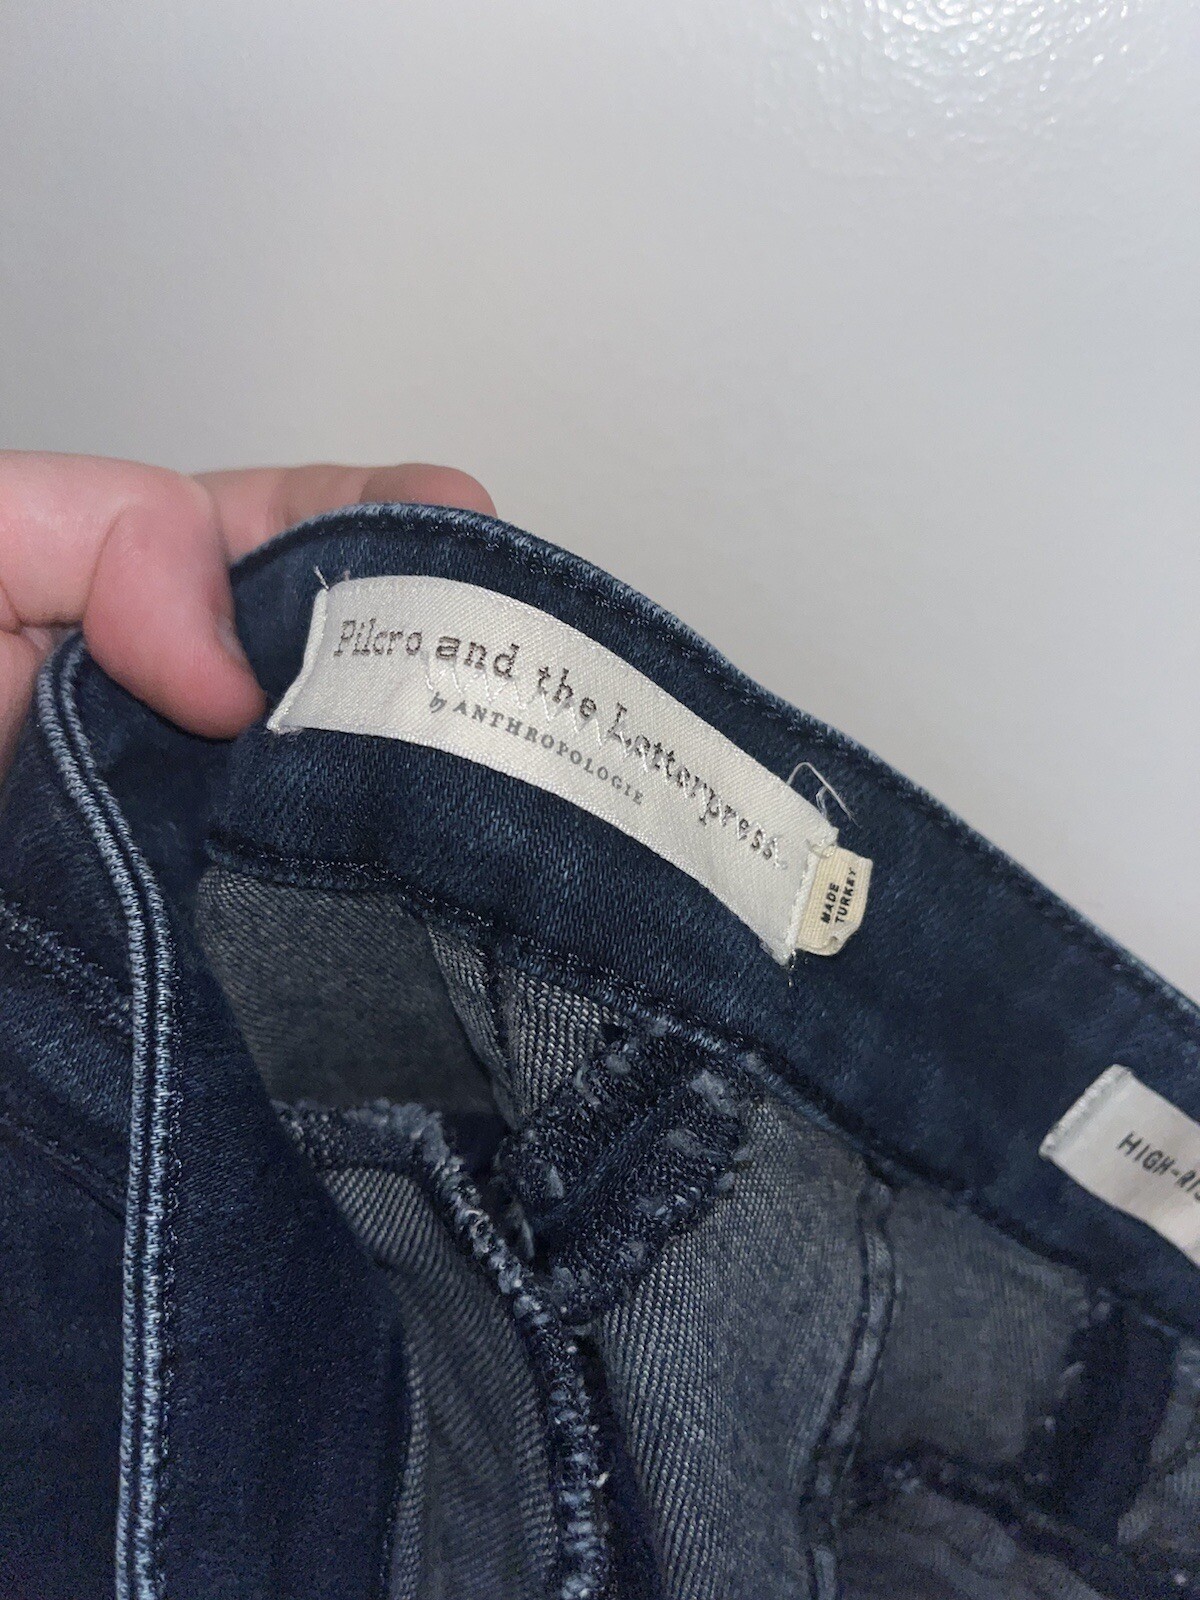 Pilcro and the Letterpress
by ANTHROPOLOGIE
MADE
TURKEY